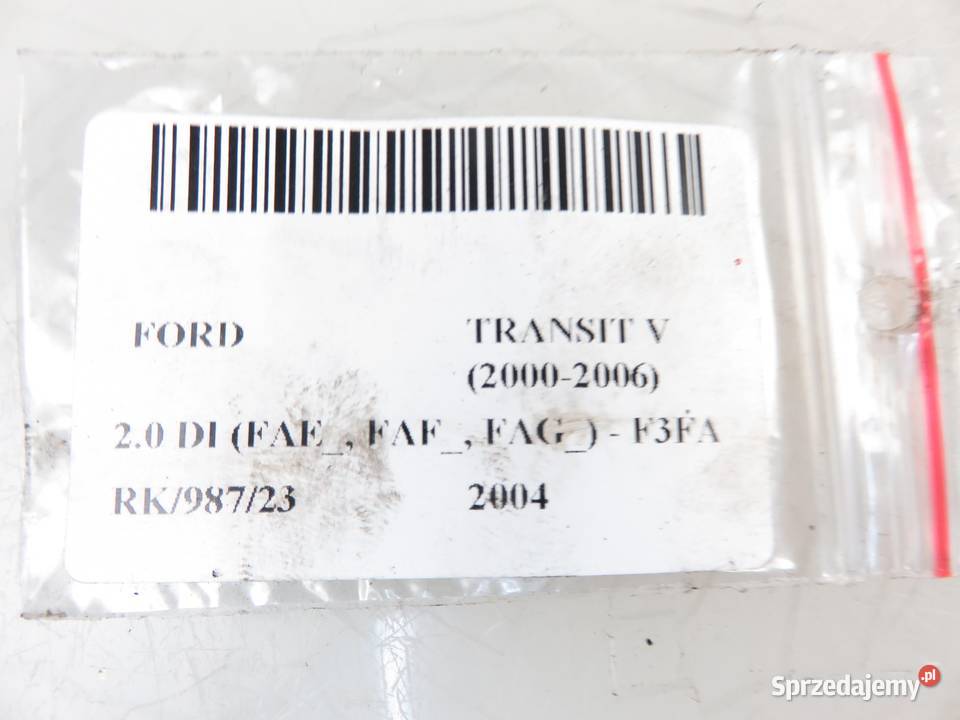 FORD TRANSIT V
(2000-2006)
2.0 DI (FAE_, FAF_, FAG_) - F3FA
RK/987/23 2004
Sprzedajemy.pl